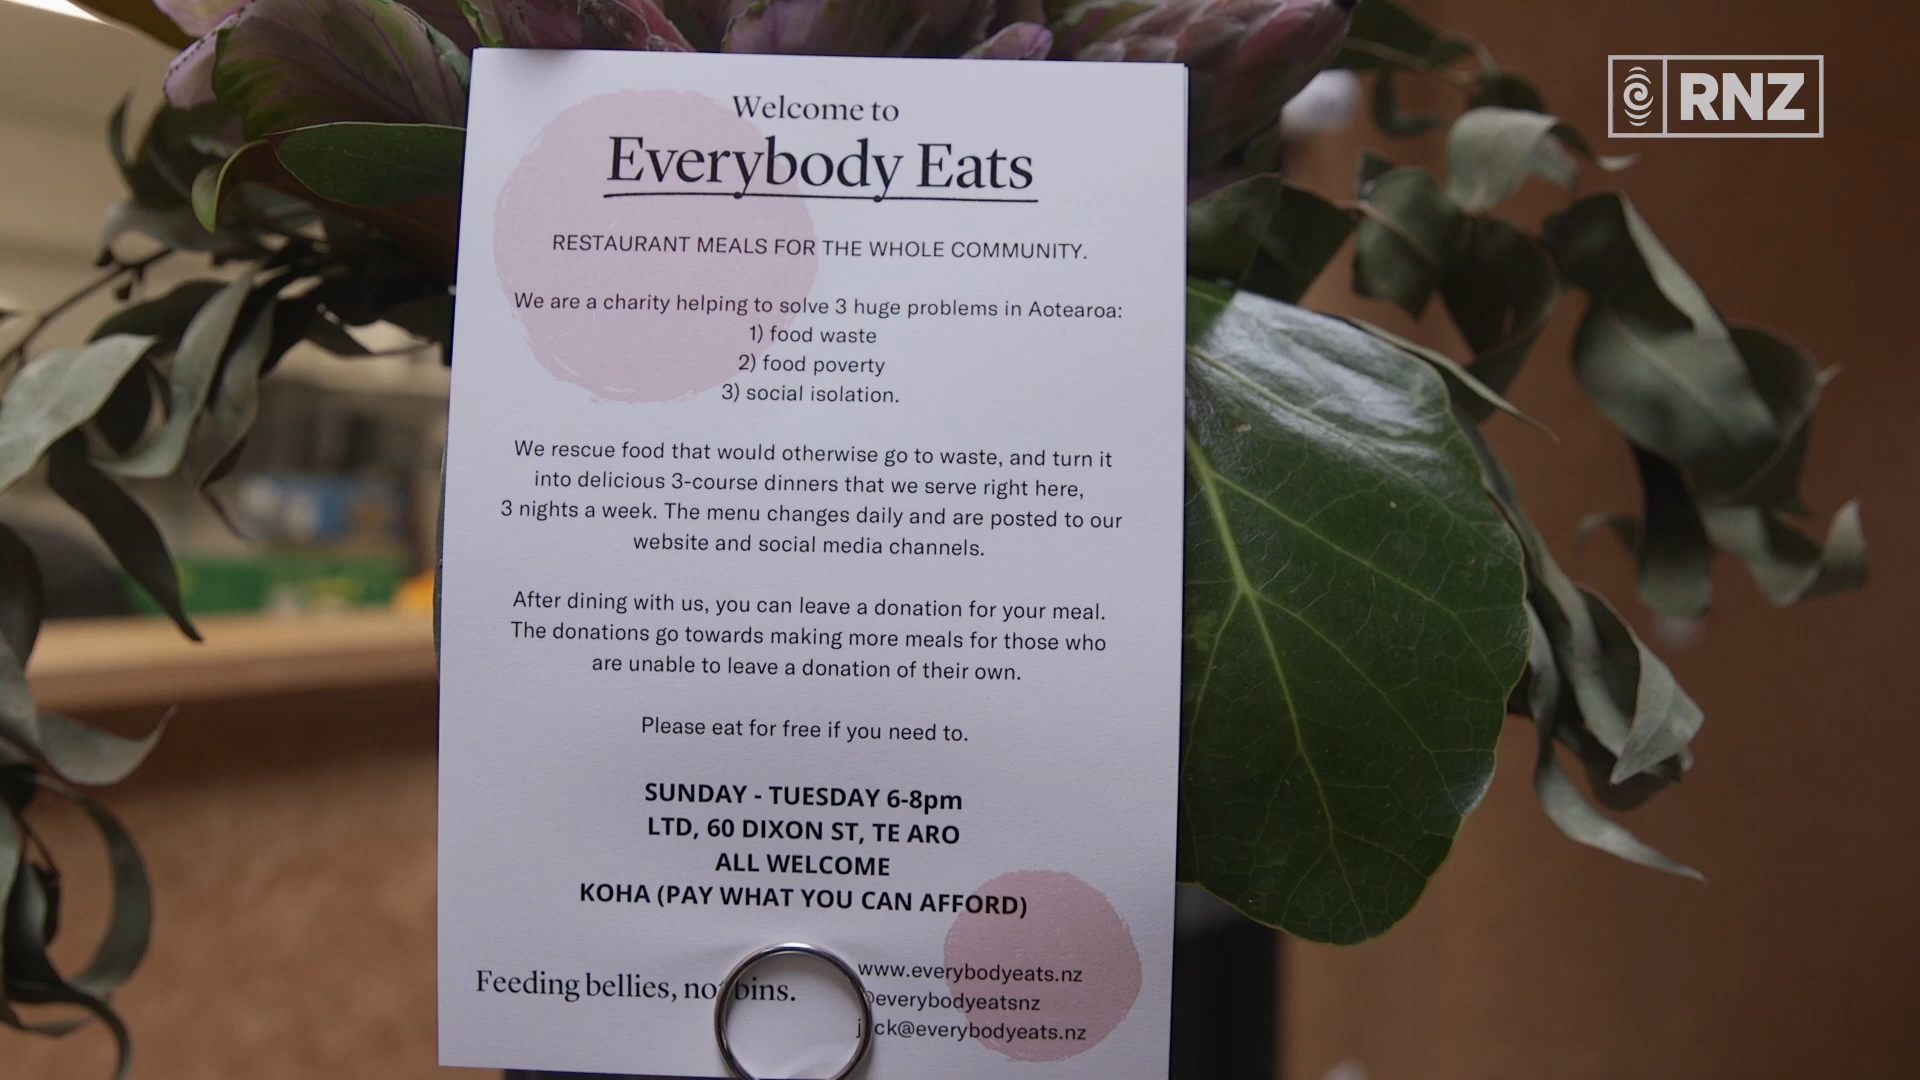 RNZ
Welcome to
Everybody Eats
RESTAURANT MEALS FOR THE WHOLE COMMUNITY.
We are a charity helping to solve 3 huge problems in Aotearoa:
1) food waste
2) food poverty
3) social isolation.
We rescue food that would otherwise go to waste, and turn it
into delicious 3-course dinners that we serve right here,
3 nights a week. The menu changes daily and are posted to our
website and social media channels.
After dining with us, you can leave a donation for your meal.
The donations go towards making more meals for those who
are unable to leave a donation of their own.
Please eat for free if you need to.
SUNDAY - TUESDAY 6-8pm
LTD, 60 DIXON ST, TE ARO
ALL WELCOME
KOHA (PAY WHAT YOU CAN AFFORD)
Feeding bellies, not bins.
www.everybodyeats.nz
@everybodyeatsnz
jack@everybodyeats.nz